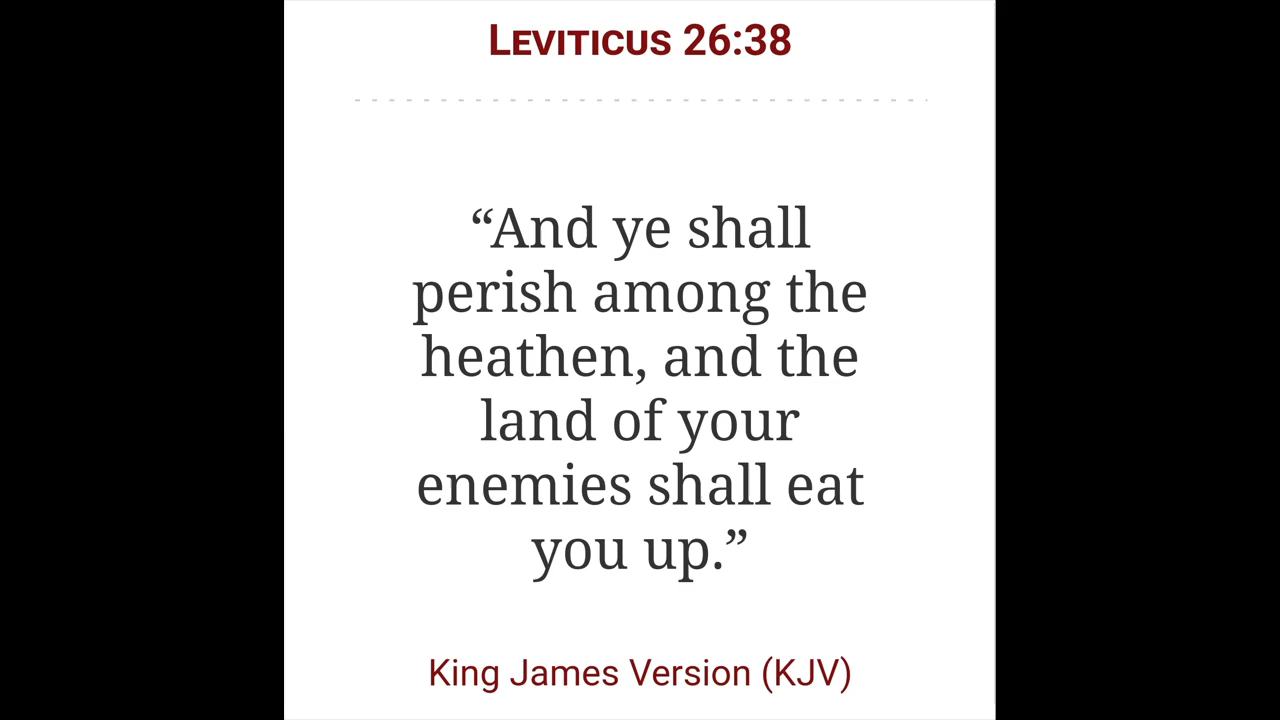 Leviticus 26:38
“And ye shall
perish among the
heathen, and the
land of your
enemies shall eat
you up.”
King James Version (KJV)